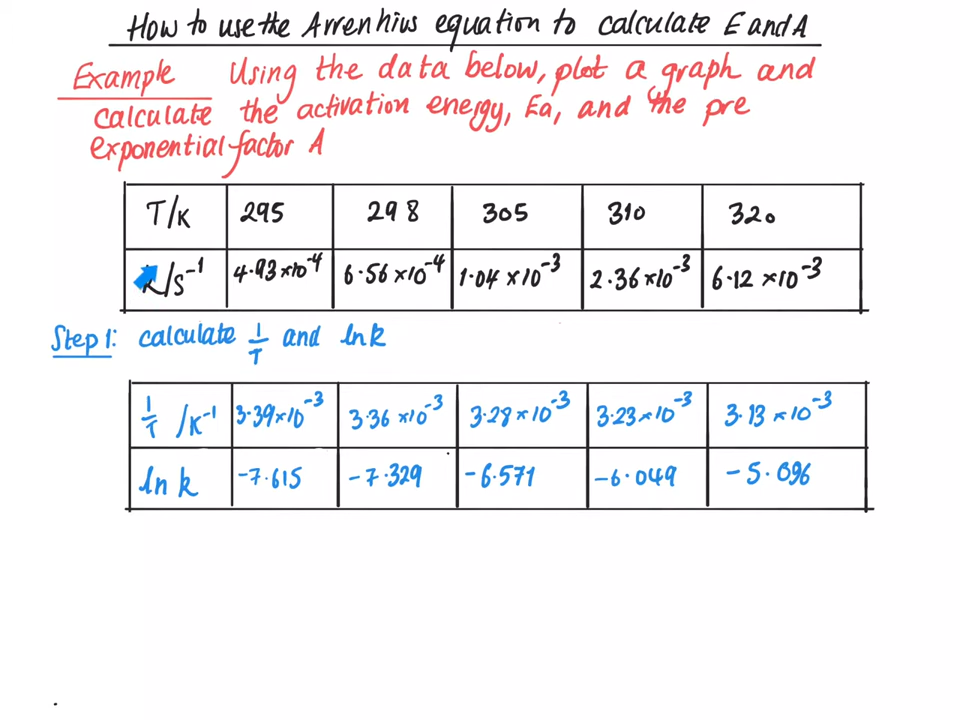 How to use the Arrenhius equation to calculate E and A
Example Using the data below, plot a graph and
calculate the activation energy, Ea, and the pre
exponential factor A
T/K 295 298 305 310 320
k/s⁻¹ 4.93×10⁻⁴ 6.56×10⁻⁴ 1.04×10⁻³ 2.36×10⁻³ 6.12×10⁻³
Step 1: calculate 1/T and ln k
1/T /K⁻¹ 3.39×10⁻³ 3.36×10⁻³ 3.28×10⁻³ 3.23×10⁻³ 3.13×10⁻³
ln k -7.615 -7.329 -6.571 -6.049 -5.096